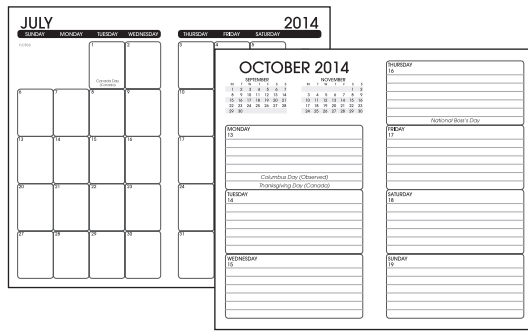 JULY 2014
SUNDAY MONDAY TUESDAY WEDNESDAY THURSDAY FRIDAY SATURDAY
1 2 3 4 5
Canada Day
(Canada)
6 7 8 9 10
13 14 15 16 17
20 21 22 23 24
27 28 29 30 31
OCTOBER 2014
SEPTEMBER
M T W T F S S
1 2 3 4 5 6 7
8 9 10 11 12 13 14
15 16 17 18 19 20 21
22 23 24 25 26 27 28
29 30
NOVEMBER
M T W T F S S
1 2
3 4 5 6 7 8 9
10 11 12 13 14 15 16
17 18 19 20 21 22 23
24 25 26 27 28 29 30
MONDAY
13
Columbus Day (Observed)
Thanksgiving Day (Canada)
TUESDAY
14
WEDNESDAY
15
THURSDAY
16
National Boss's Day
FRIDAY
17
SATURDAY
18
SUNDAY
19